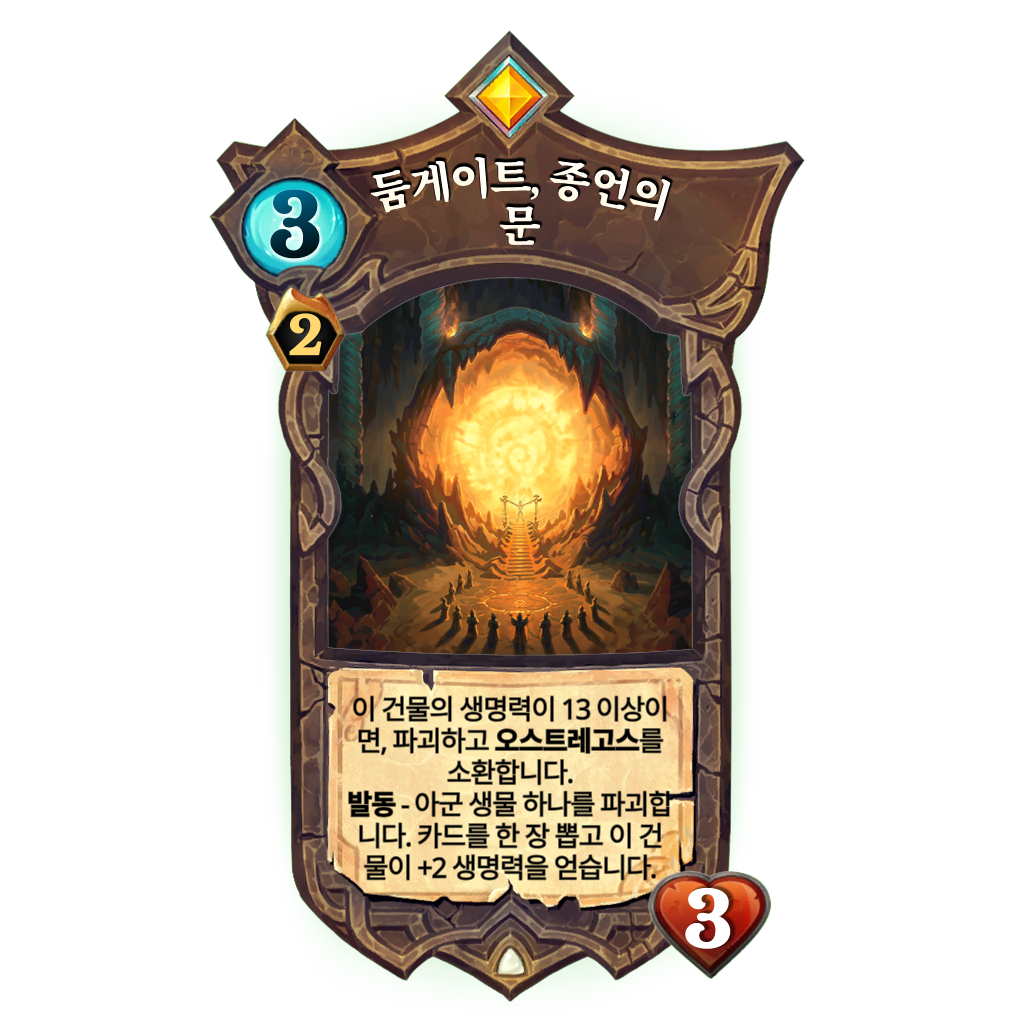 둠게이트, 종언의
문
3
2
이 건물의 생명력이 13 이상이
면, 파괴하고 오스트레고스를
소환합니다.
발동 - 아군 생물 하나를 파괴합
니다. 카드를 한 장 뽑고 이 건
물이 +2 생명력을 얻습니다.
3